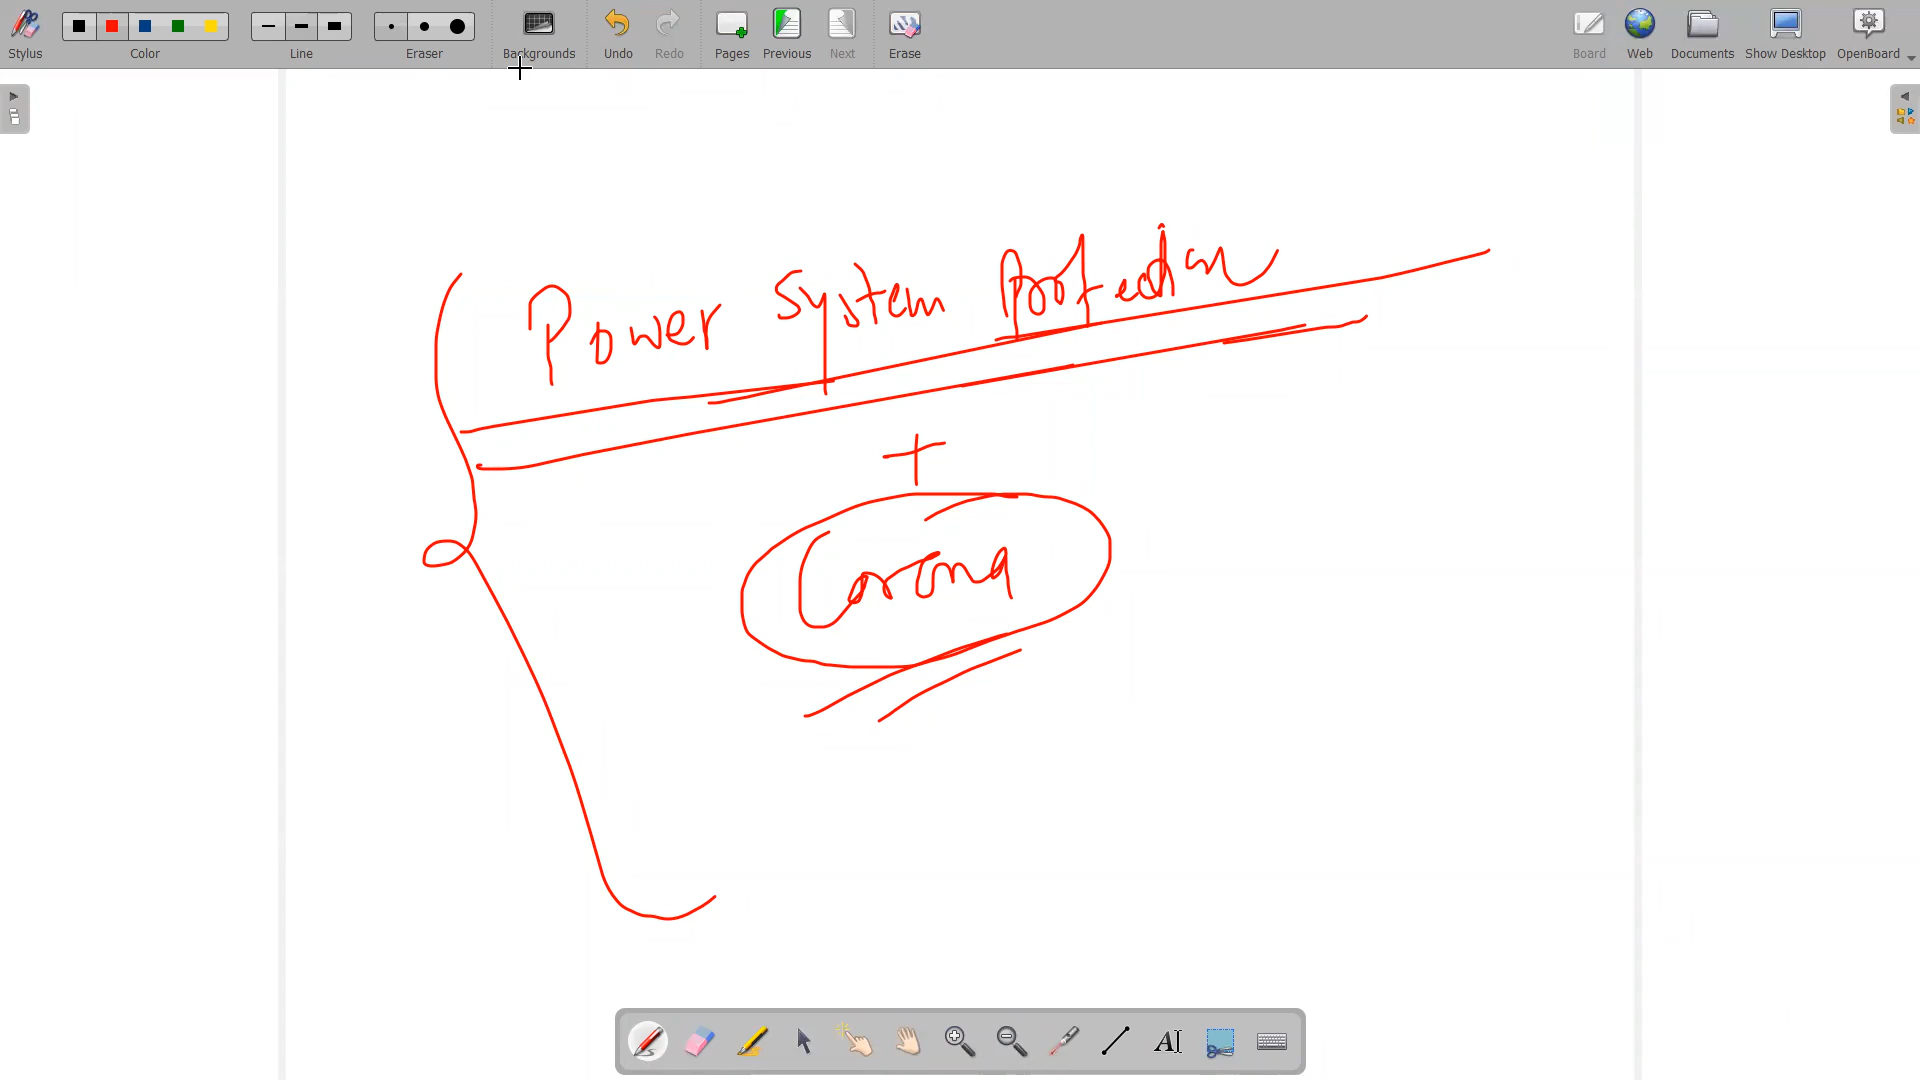 Stylus Color Line Eraser Backgrounds Undo Redo Pages Previous Next Erase Board Web Documents Show Desktop OpenBoard
Power System Protection
+
Corona